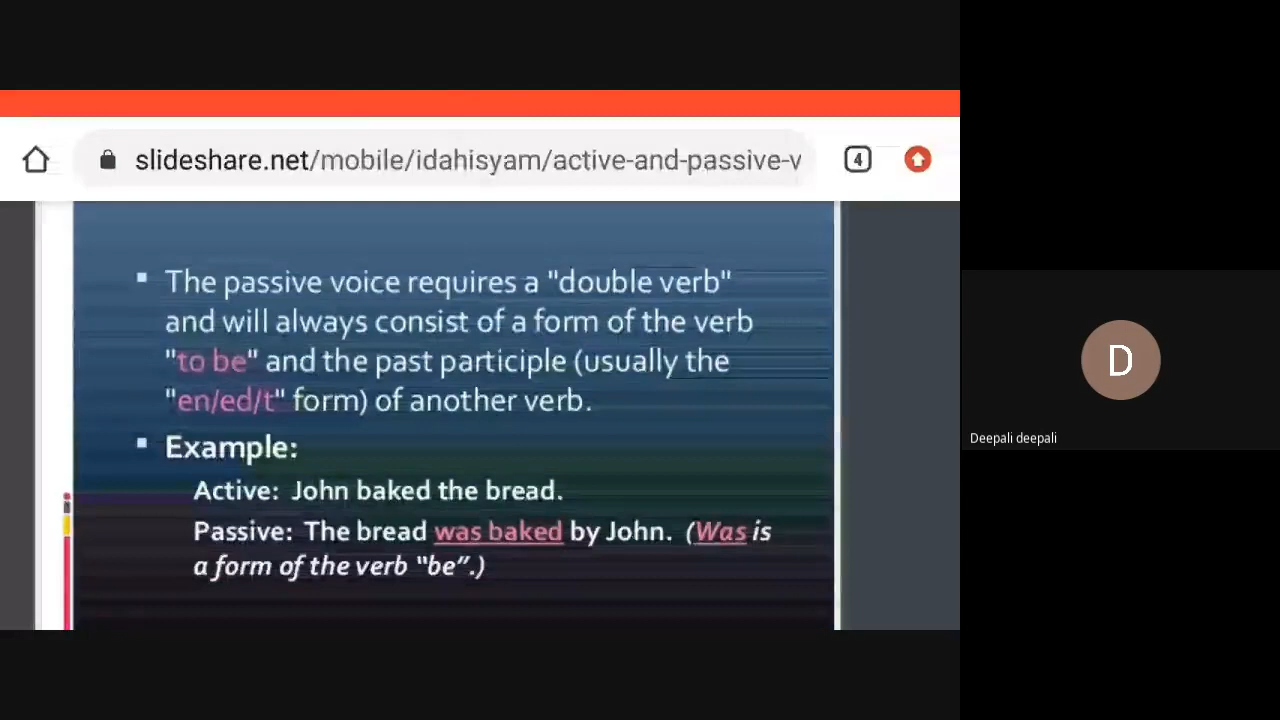 slideshare.net/mobile/idahisyam/active-and-passive-v
4
The passive voice requires a "double verb"
and will always consist of a form of the verb
"to be" and the past participle (usually the
"en/ed/t" form) of another verb.
Example:
Active: John baked the bread.
Passive: The bread was baked by John. (Was is
a form of the verb “be”.)
D
Deepali deepali